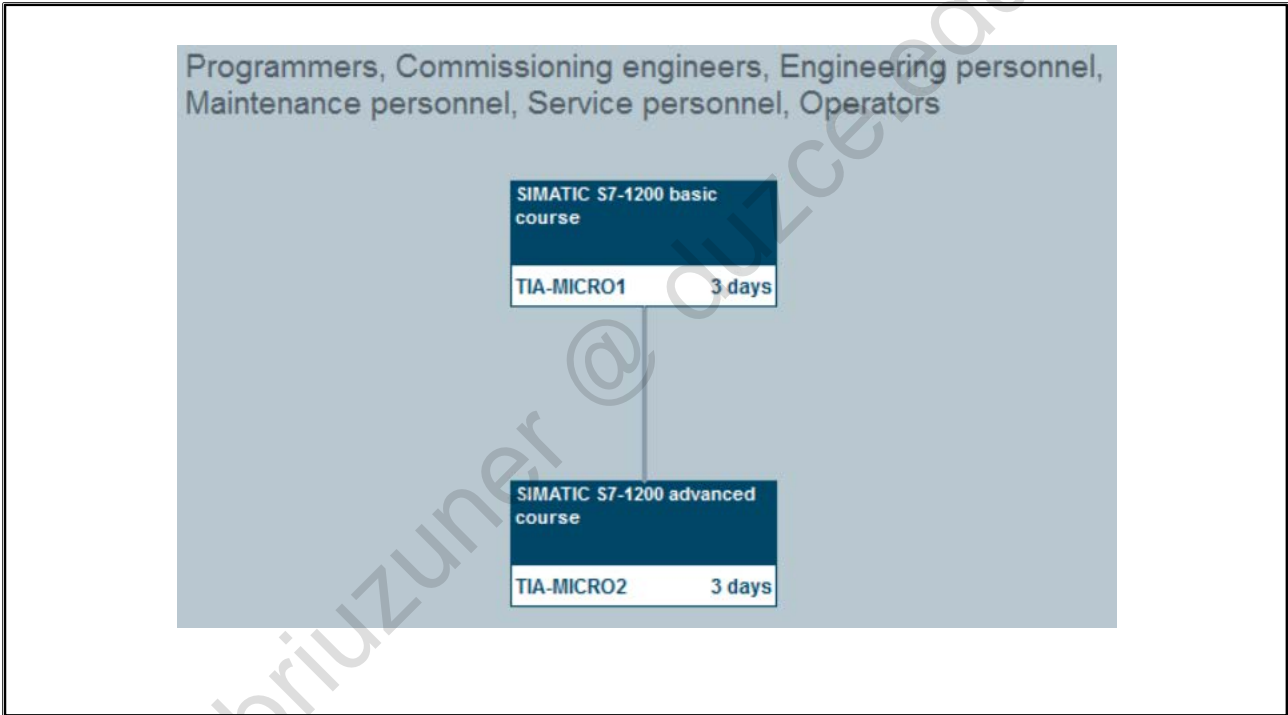 Programmers, Commissioning engineers, Engineering personnel,
Maintenance personnel, Service personnel, Operators
SIMATIC S7-1200 basic
course
TIA-MICRO1 3 days
SIMATIC S7-1200 advanced
course
TIA-MICRO2 3 days